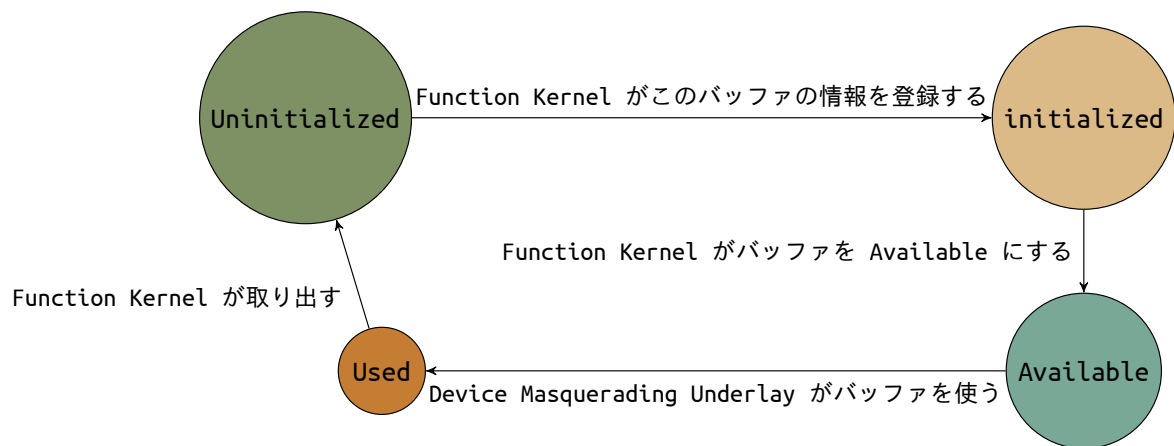 Function Kernel がこのバッファの情報を登録する
Uninitialized
initialized
Function Kernel がバッファを Available にする
Function Kernel が取り出す
Used
Available
Device Masquerading Underlay がバッファを使う